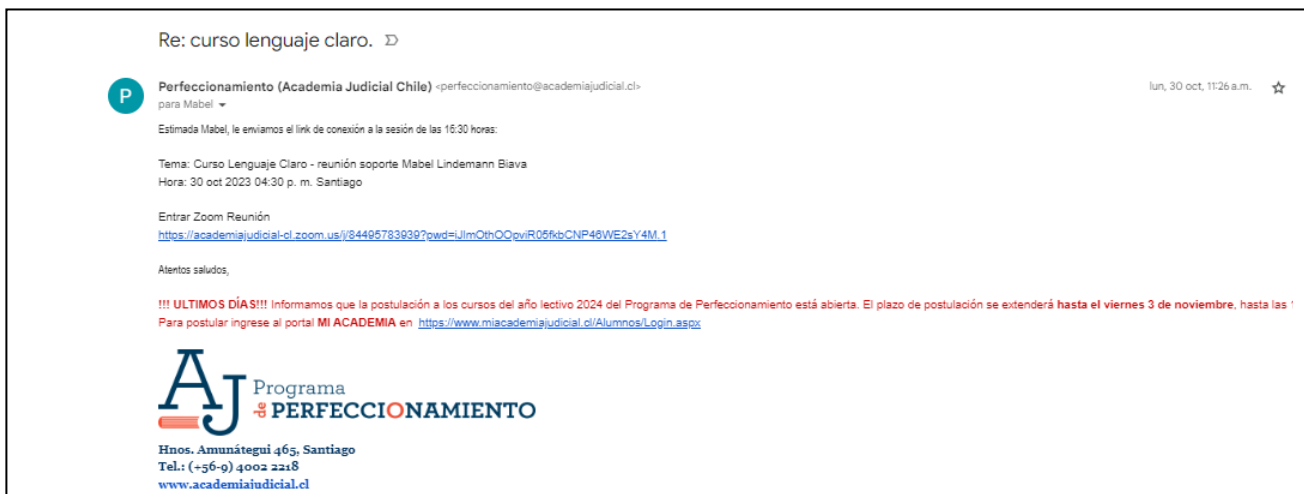 Re: curso lenguaje claro.
P
Perfeccionamiento (Academia Judicial Chile) <perfeccionamiento@academiajudicial.cl>
lun, 30 oct, 11:26 a.m.
para Mabel
Estimada Mabel, le enviamos el link de conexión a la sesión de las 16:30 horas:
Tema: Curso Lenguaje Claro - reunión soporte Mabel Lindemann Biava
Hora: 30 oct 2023 04:30 p. m. Santiago
Entrar Zoom Reunión
https://academiajudicial-cl.zoom.us/j/84495783939?pwd=iJImOthOOpviR05fkbCNP46WE2sY4M.1
Atentos saludos,
!!! ULTIMOS DÍAS!!! Informamos que la postulación a los cursos del año lectivo 2024 del Programa de Perfeccionamiento está abierta. El plazo de postulación se extenderá hasta el viernes 3 de noviembre, hasta las
Para postular ingrese al portal MI ACADEMIA en https://www.miacademiajudicial.cl/Alumnos/Login.aspx
AJ Programa
de PERFECCIONAMIENTO
Hnos. Amunátegui 465, Santiago
Tel.: (+56-9) 4002 2218
www.academiajudicial.cl